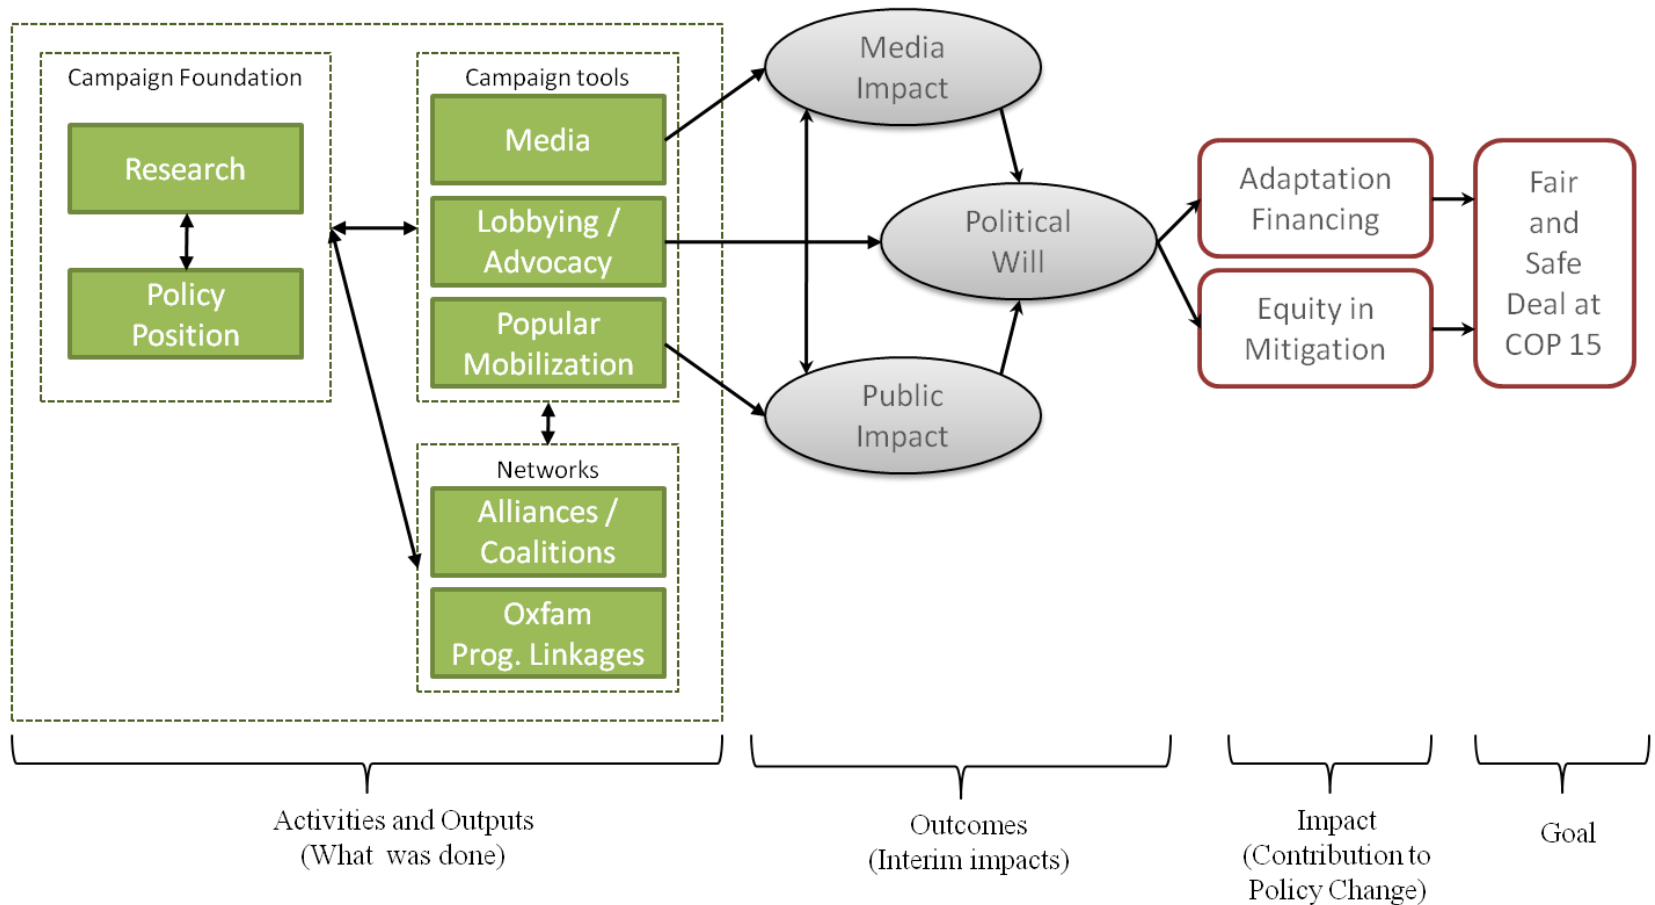 Campaign Foundation
Research
Policy
Position
Campaign tools
Media
Lobbying /
Advocacy
Popular
Mobilization
Networks
Alliances /
Coalitions
Oxfam
Prog. Linkages
Media
Impact
Political
Will
Public
Impact
Adaptation
Financing
Equity in
Mitigation
Fair
and
Safe
Deal at
COP 15
Activities and Outputs
(What was done)
Outcomes
(Interim impacts)
Impact
(Contribution to
Policy Change)
Goal